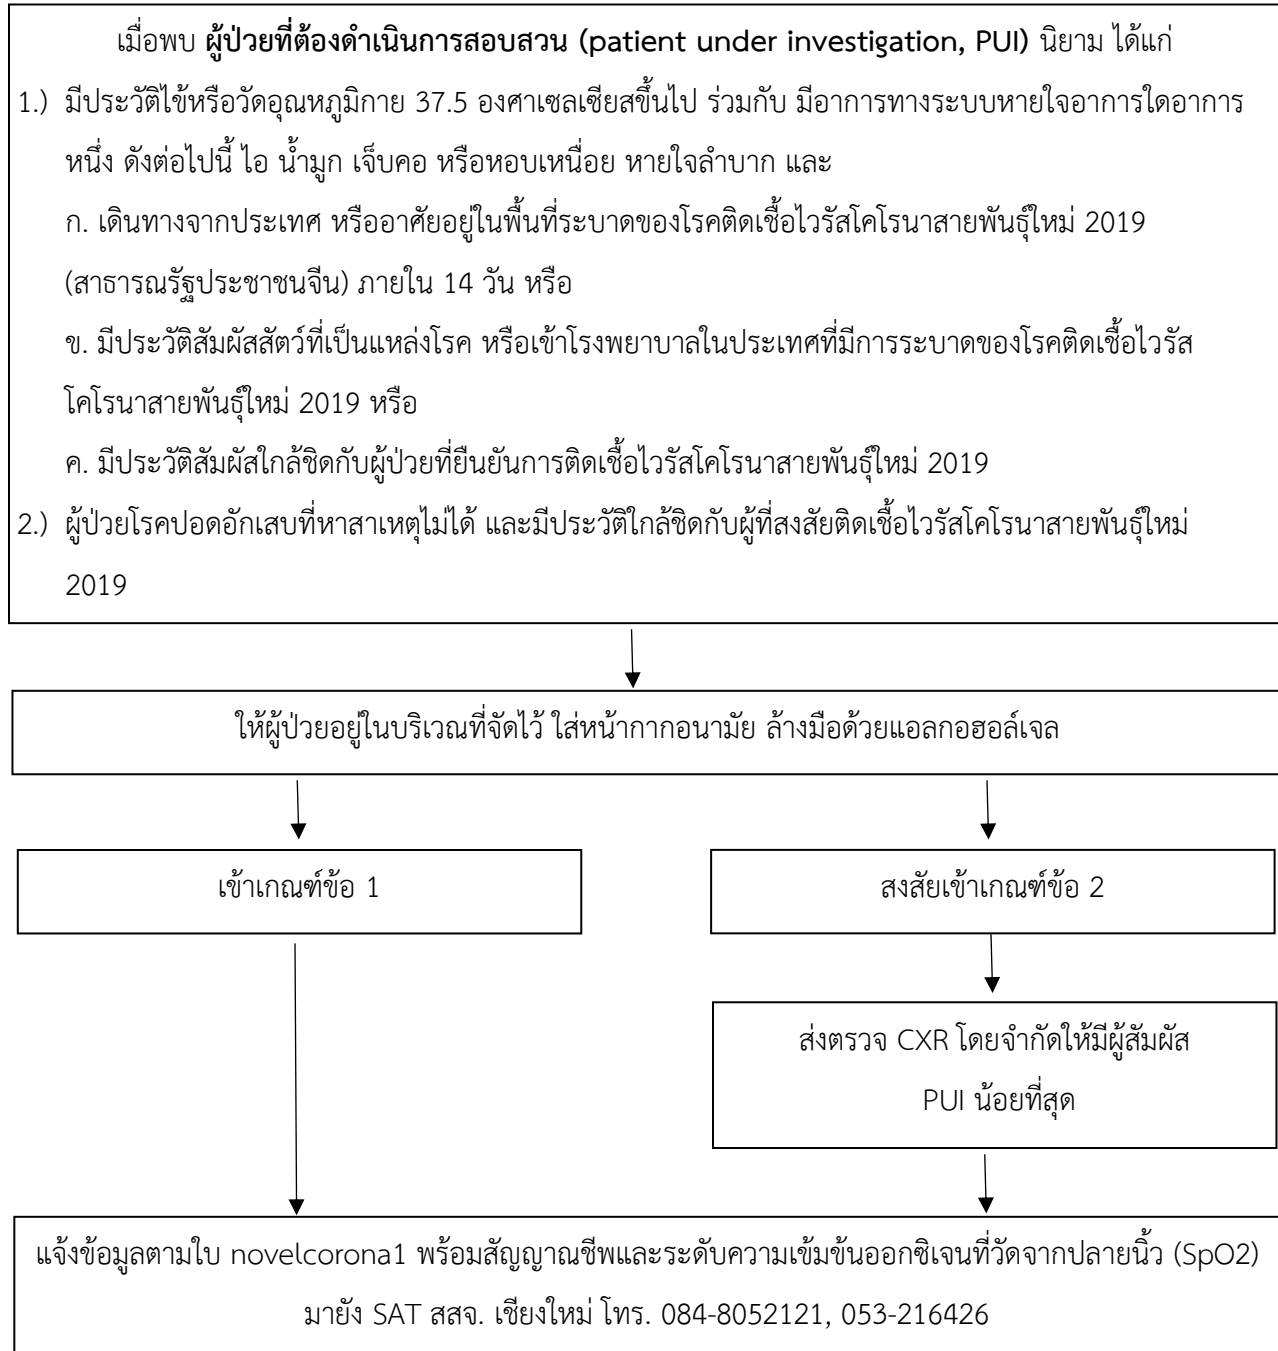 เมื่อพบ ผู้ป่วยที่ต้องดำเนินการสอบสวน (patient under investigation, PUI) นิยาม ได้แก่
1.) มีประวัติไข้หรือวัดอุณหภูมิกาย 37.5 องศาเซลเซียสขึ้นไป ร่วมกับ มีอาการทางระบบหายใจอาการใดอาการ
หนึ่ง ดังต่อไปนี้ ไอ น้ำมูก เจ็บคอ หรือหอบเหนื่อย หายใจลำบาก และ
ก. เดินทางจากประเทศ หรืออาศัยอยู่ในพื้นที่ระบาดของโรคติดเชื้อไวรัสโคโรนาสายพันธุ์ใหม่ 2019
(สาธารณรัฐประชาชนจีน) ภายใน 14 วัน หรือ
ข. มีประวัติสัมผัสสัตว์ที่เป็นแหล่งโรค หรือเข้าโรงพยาบาลในประเทศที่มีการระบาดของโรคติดเชื้อไวรัส
โคโรนาสายพันธุ์ใหม่ 2019 หรือ
ค. มีประวัติสัมผัสใกล้ชิดกับผู้ป่วยที่ยืนยันการติดเชื้อไวรัสโคโรนาสายพันธุ์ใหม่ 2019
2.) ผู้ป่วยโรคปอดอักเสบที่หาสาเหตุไม่ได้ และมีประวัติใกล้ชิดกับผู้ที่สงสัยติดเชื้อไวรัสโคโรนาสายพันธุ์ใหม่
2019
ให้ผู้ป่วยอยู่ในบริเวณที่จัดไว้ ใส่หน้ากากอนามัย ล้างมือด้วยแอลกอฮอล์เจล
เข้าเกณฑ์ข้อ 1
สงสัยเข้าเกณฑ์ข้อ 2
ส่งตรวจ CXR โดยจำกัดให้มีผู้สัมผัส
PUI น้อยที่สุด
แจ้งข้อมูลตามใบ novelcorona1 พร้อมสัญญาณชีพและระดับความเข้มข้นออกซิเจนที่วัดจากปลายนิ้ว (SpO2)
มายัง SAT สสจ. เชียงใหม่ โทร. 084-8052121, 053-216426